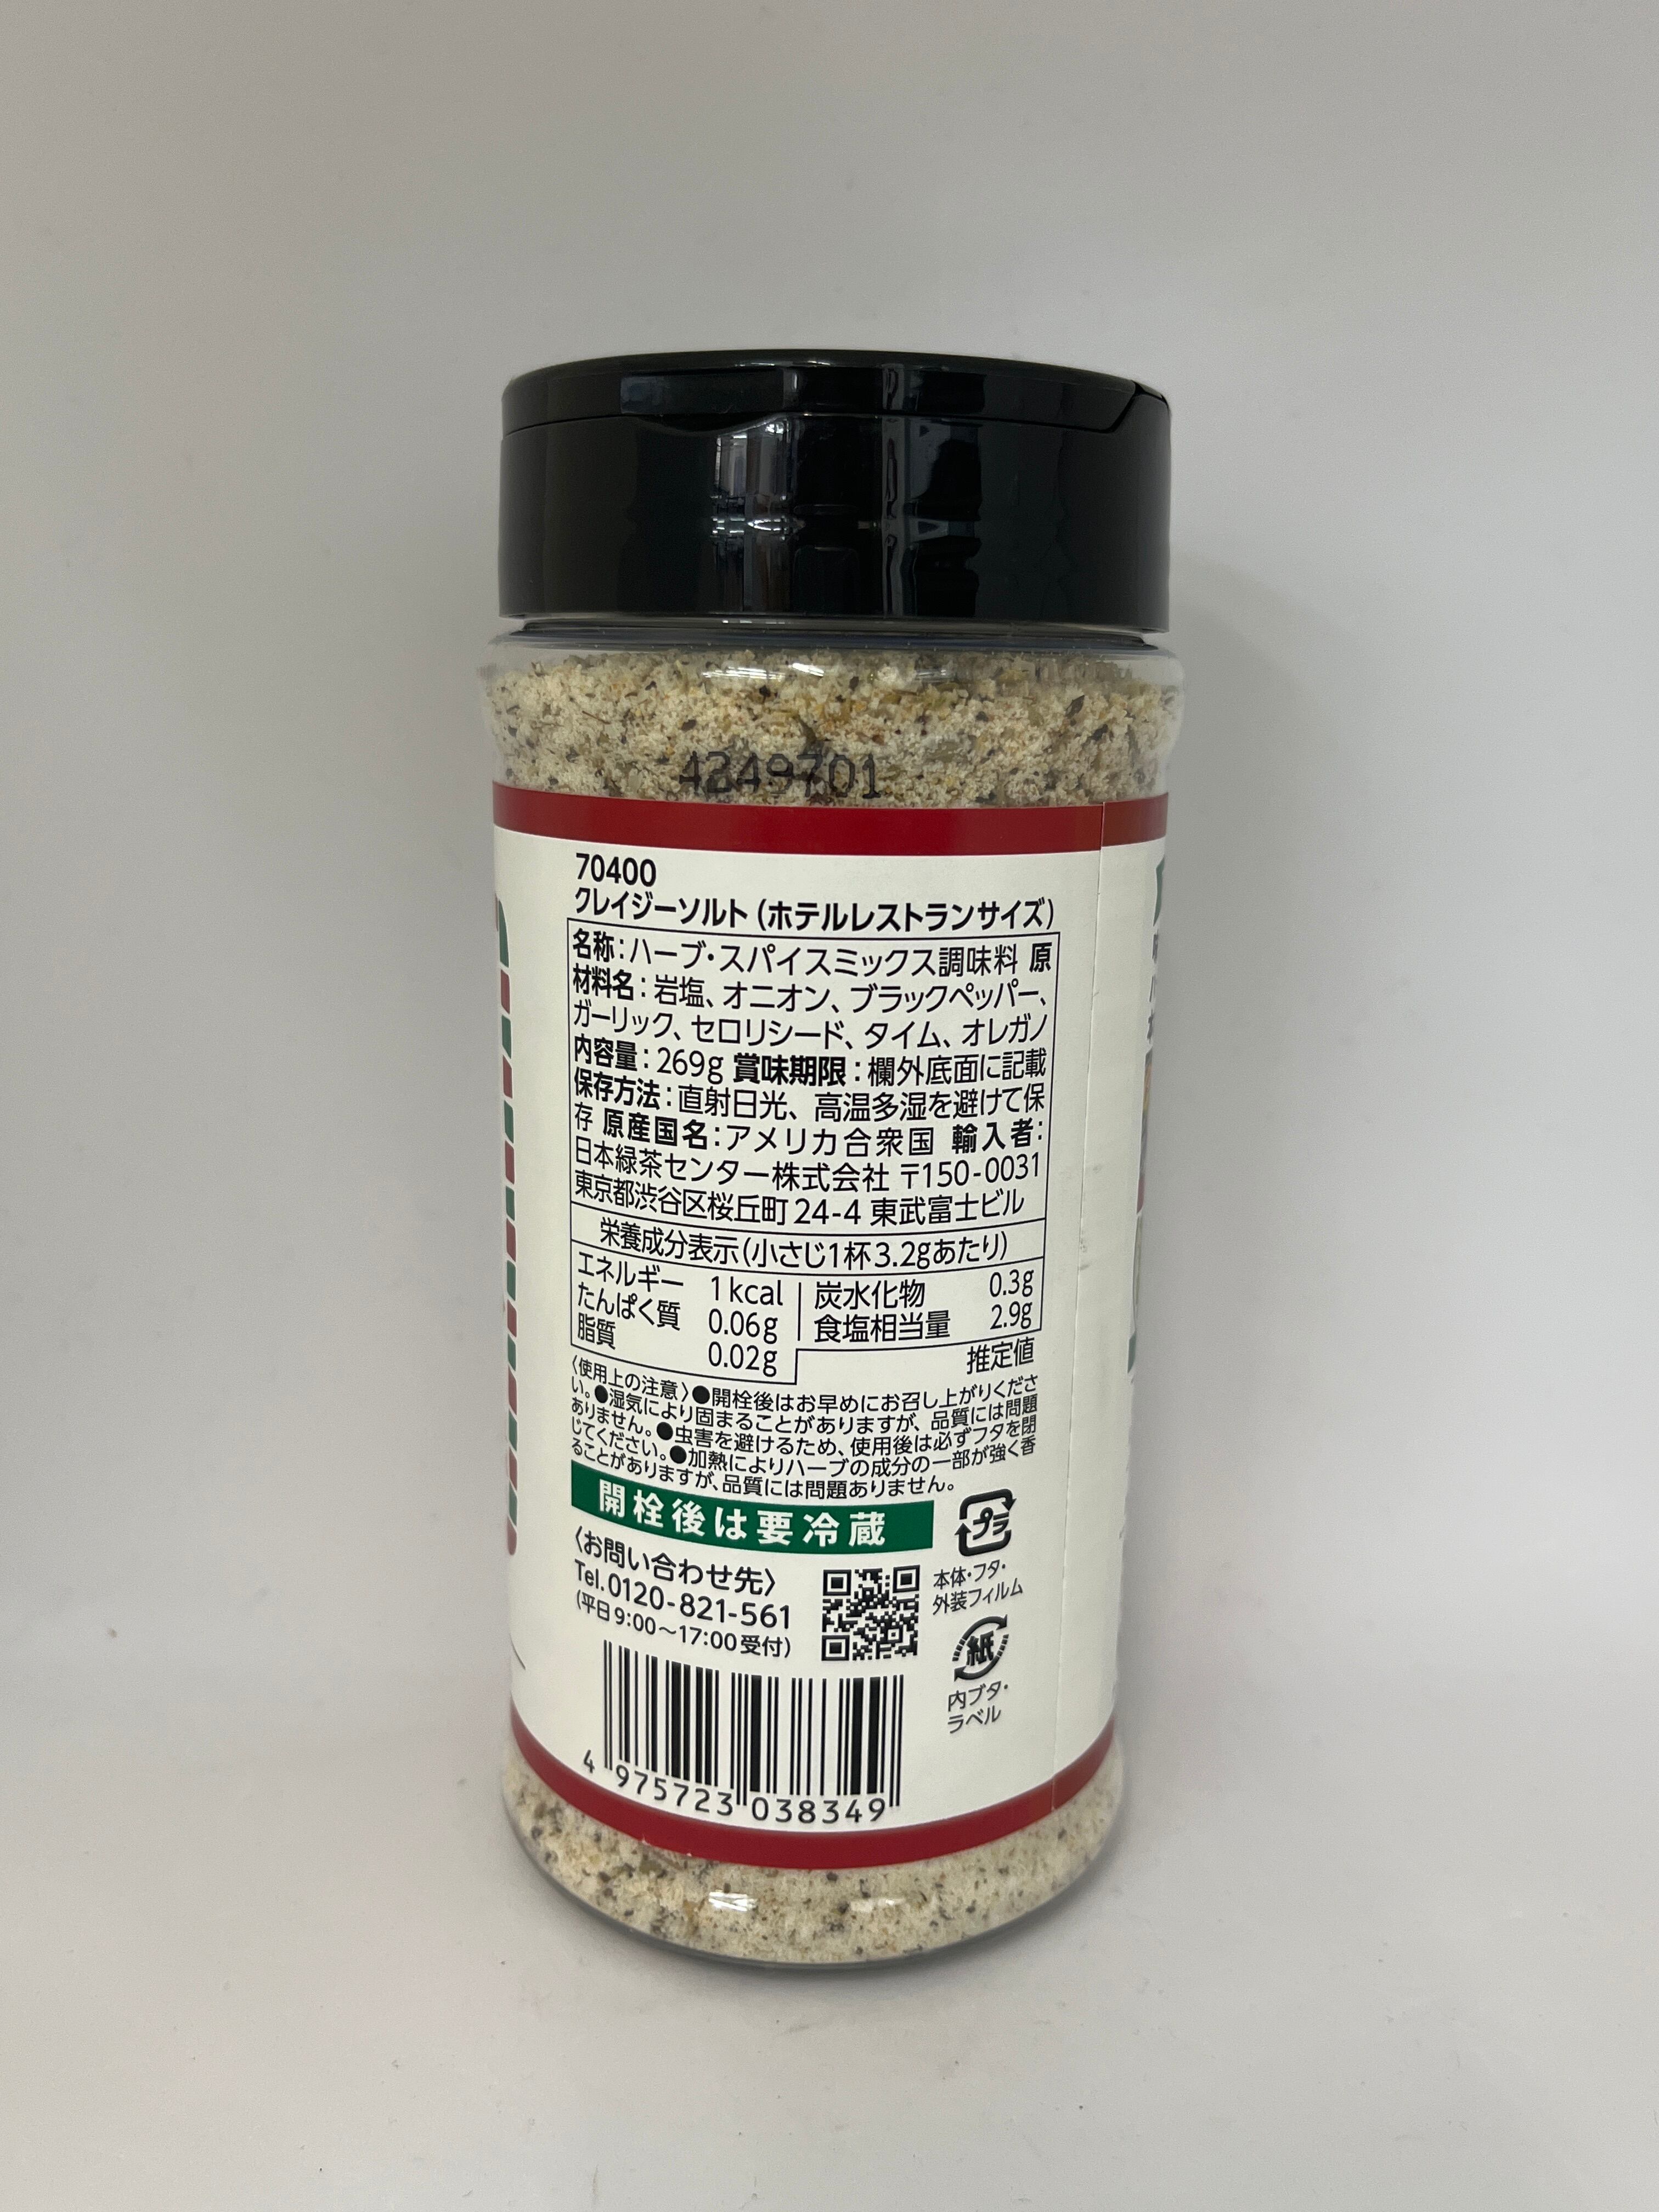 4249701
70400
クレイジーソルト(ホテルレストランサイズ)
名称:ハーブ・スパイスミックス調味料 原
材料名:岩塩、オニオン、ブラックペッパー、
ガーリック、セロリシード、タイム、オレガノ
内容量:269g 賞味期限:欄外底面に記載
保存方法:直射日光、高温多湿を避けて保
存 原産国名:アメリカ合衆国 輸入者:
日本緑茶センター株式会社 〒150-0031
東京都渋谷区桜丘町24-4 東武富士ビル
栄養成分表示(小さじ1杯3.2gあたり)
エネルギー 1kcal
たんぱく質 0.06g
脂質 0.02g
炭水化物 0.3g
食塩相当量 2.9g
推定値
〈使用上の注意〉●開栓後はお早めにお召し上がりくださ
い。●湿気により固まることがありますが、品質には問題
ありません。●虫害を避けるため、使用後は必ずフタを閉
じてください。●加熱によりハーブの成分の一部が強く香
ることがありますが、品質には問題ありません。
開栓後は要冷蔵
〈お問い合わせ先〉
Tel.0120-821-561
(平日9:00～17:00受付)
プラ
本体・フタ・
外装フィルム
紙
内ブタ・
ラベル
4 975723 038349